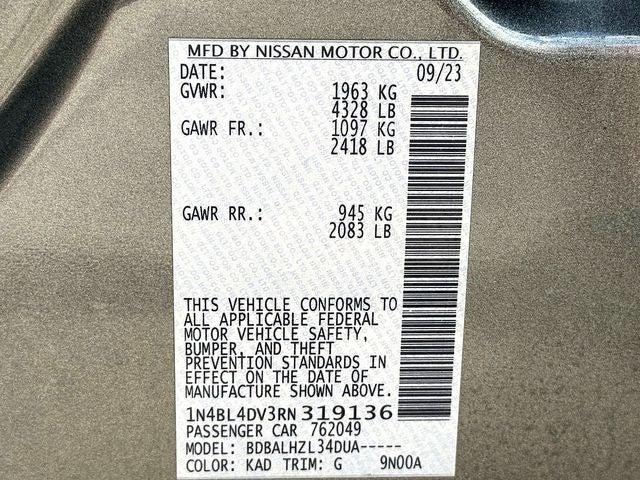 MFD BY NISSAN MOTOR CO., LTD.
DATE: 09/23
GVWR: 1963 KG
4328 LB
GAWR FR.: 1097 KG
2418 LB
GAWR RR.: 945 KG
2083 LB
THIS VEHICLE CONFORMS TO
ALL APPLICABLE FEDERAL
MOTOR VEHICLE SAFETY,
BUMPER, AND THEFT
PREVENTION STANDARDS IN
EFFECT ON THE DATE OF
MANUFACTURE SHOWN ABOVE.
1N4BL4DV3RN319136
PASSENGER CAR 762049
MODEL: BDBALHZL34DUA-----
COLOR: KAD TRIM: G 9N00A